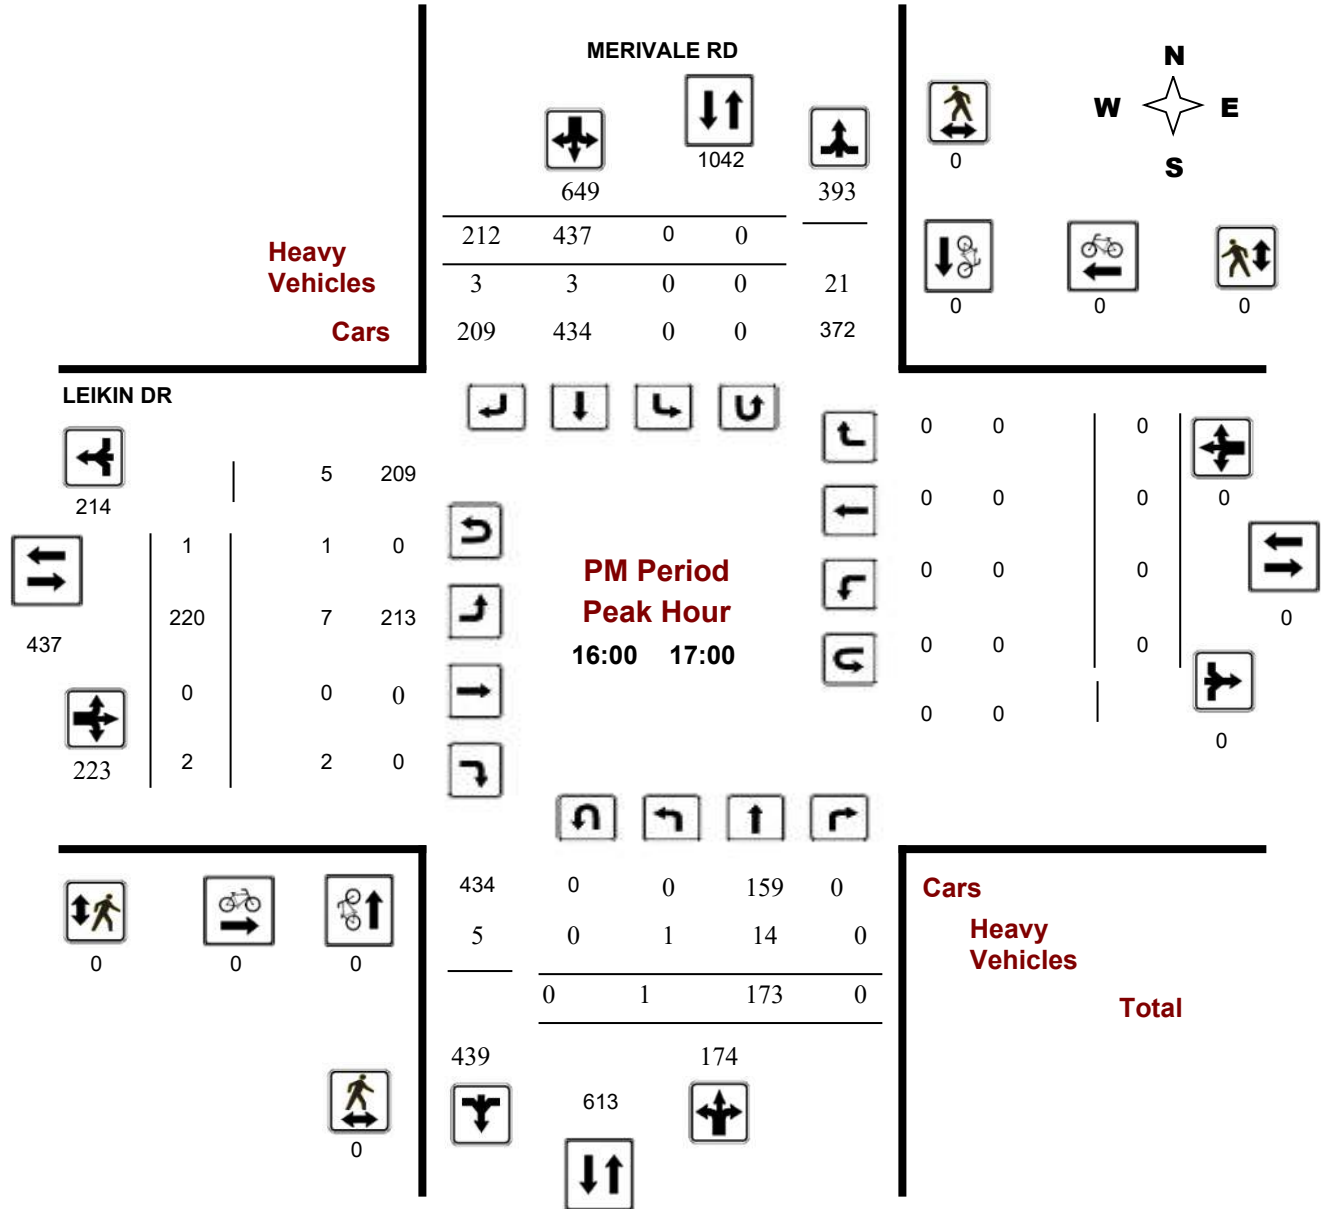 MERIVALE RD
N
W E
S
1042
649
393
0
212 437 0 0
Heavy
Vehicles
3 3 0 0 21
Cars
209 434 0 0 372
0 0 0
LEIKIN DR
214
5 209
1 1 0
220 7 213
437
0 0 0
223
2 2 0
PM Period
Peak Hour
16:00 17:00
0 0 0
0 0 0 0
0 0 0
0
0 0 0
0 0
0
434 0 0 159 0
5 0 1 14 0
0 1 173 0
439 174
613
0 0 0
0
Cars
Heavy
Vehicles
Total